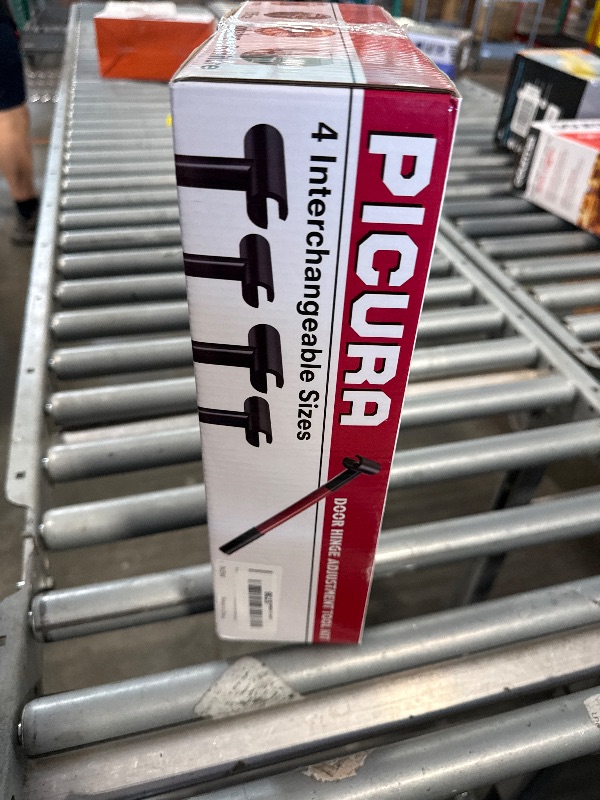 PICURA
DOOR HINGE ADJUSTMENT TOOL KIT
4 Interchangeable Sizes